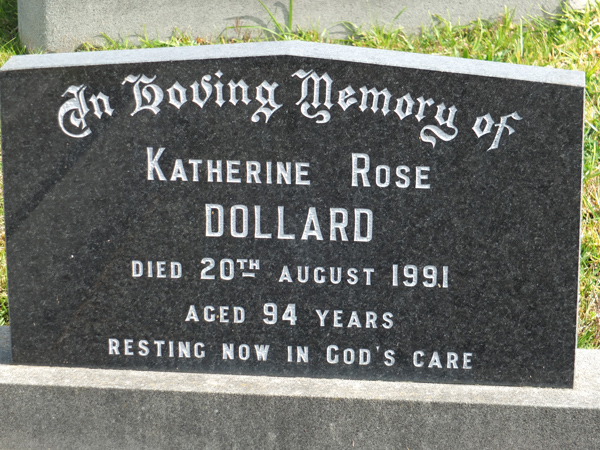 In Loving Memory of
KATHERINE ROSE
DOLLARD
DIED 20TH AUGUST 1991
AGED 94 YEARS
RESTING NOW IN GOD'S CARE